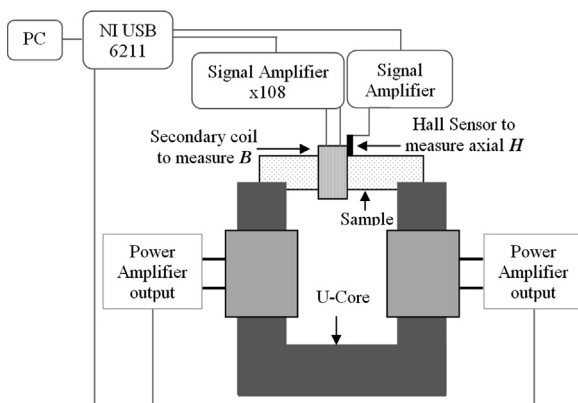 PC
NI USB
6211
Signal Amplifier
x108
Signal
Amplifier
Secondary coil
to measure B
Hall Sensor to
measure axial H
Sample
Power
Amplifier
output
U-Core
Power
Amplifier
output